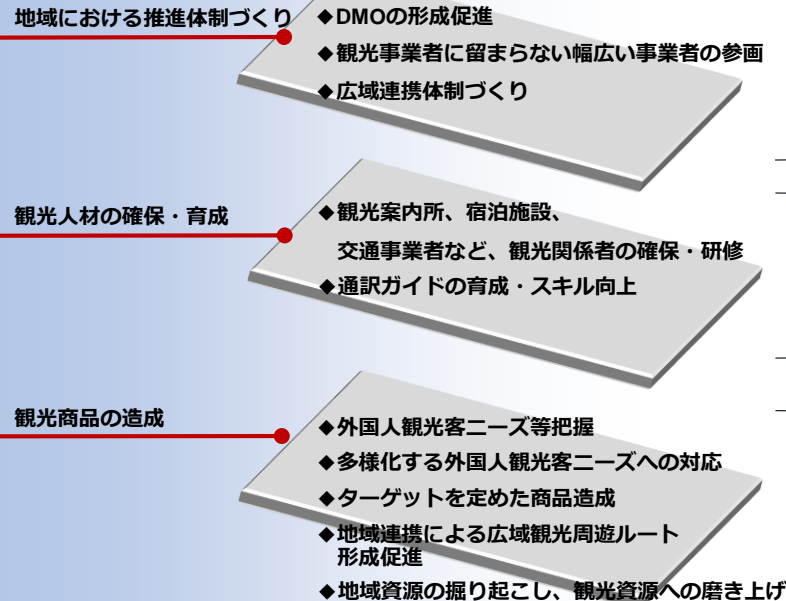 地域における推進体制づくり
◆DMOの形成促進
◆観光事業者に留まらない幅広い事業者の参画
◆広域連携体制づくり
観光人材の確保・育成
◆観光案内所、宿泊施設、
交通事業者など、観光関係者の確保・研修
◆通訳ガイドの育成・スキル向上
観光商品の造成
◆外国人観光客ニーズ等把握
◆多様化する外国人観光客ニーズへの対応
◆ターゲットを定めた商品造成
◆地域連携による広域観光周遊ルート
形成促進
◆地域資源の掘り起こし、観光資源への磨き上げ